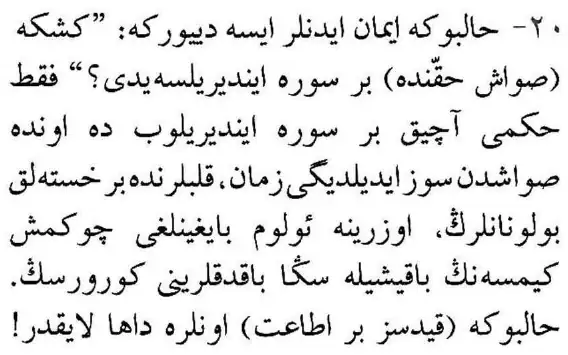 ٢٠- حالبوكه ایمان ایدنلر ایسه دییورکه: ”کشکه
(صواش حقّنده) بر سوره ایندیریلسه‌یدی؟“ فقط
حکمی آچیق بر سوره ایندیریلوب ده اونده
صواشدن سوز ایدیلدیگی زمان، قلبلرنده بر خسته‌لق
بولونانلرڭ، اوزرینه ئولوم بایغینلغی چوکمش
کیمسه‌نڭ باقیشیله سڭا باقدقلرینی کورورسڭ.
حالبوکه (قیدسز بر اطاعت) اونلره داها لایقدر!